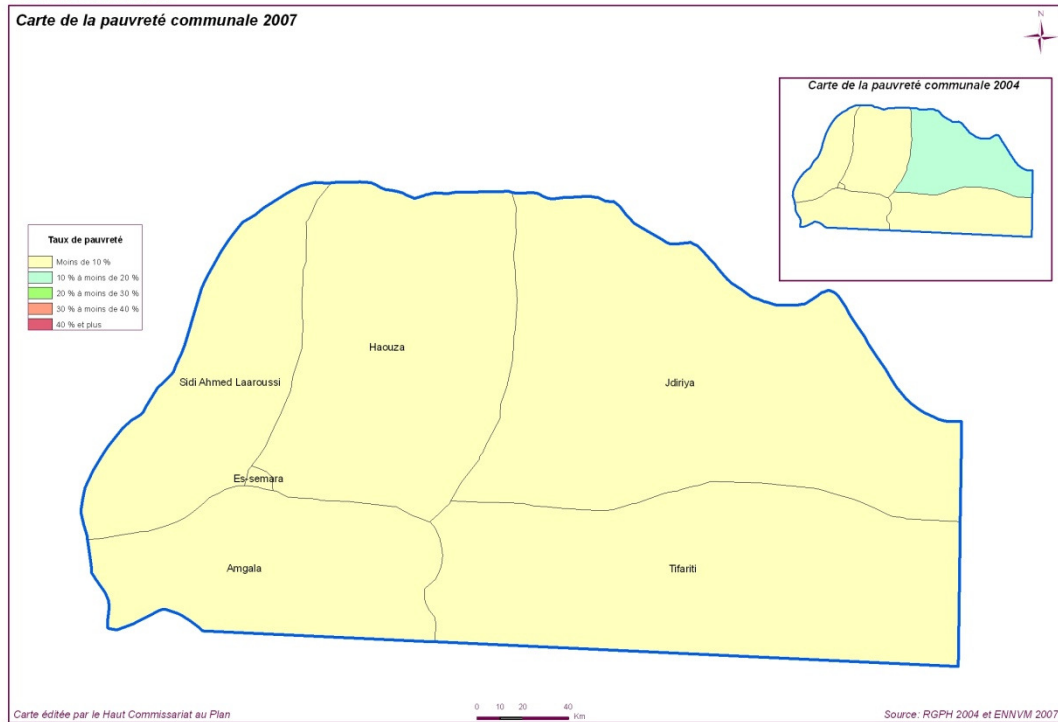 Carte de la pauvreté communale 2007
N
Carte de la pauvreté communale 2004
Taux de pauvreté
Moins de 10 %
10 % à moins de 20 %
20 % à moins de 30 %
30 % à moins de 40 %
40 % et plus
Haouza
Sidi Ahmed Laaroussi
Jdiriya
Es-semara
Amgala
Tifariti
0 10 20 40
Km
Carte éditée par le Haut Commissariat au Plan
Source: RGPH 2004 et ENNVM 2007